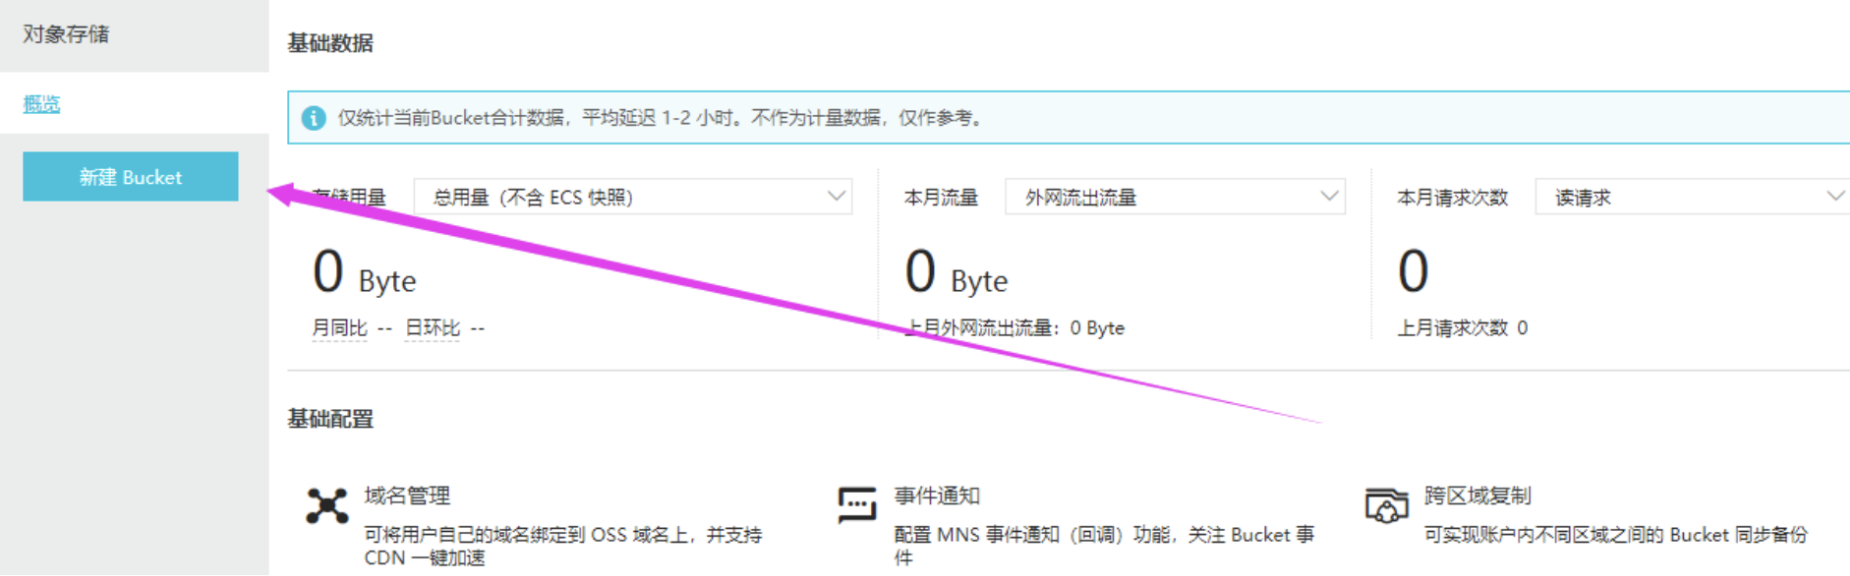 对象存储
概览
新建 Bucket
基础数据
仅统计当前Bucket合计数据，平均延迟 1-2 小时。不作为计量数据，仅作参考。
存储用量 总用量（不含 ECS 快照） 本月流量 外网流出流量 本月请求次数 读请求
0 Byte 0 Byte 0
月同比 -- 日环比 -- 上月外网流出流量：0 Byte 上月请求次数 0
基础配置
域名管理
可将用户自己的域名绑定到 OSS 域名上，并支持
CDN 一键加速
事件通知
配置 MNS 事件通知（回调）功能，关注 Bucket 事
件
跨区域复制
可实现账户内不同区域之间的 Bucket 同步备份